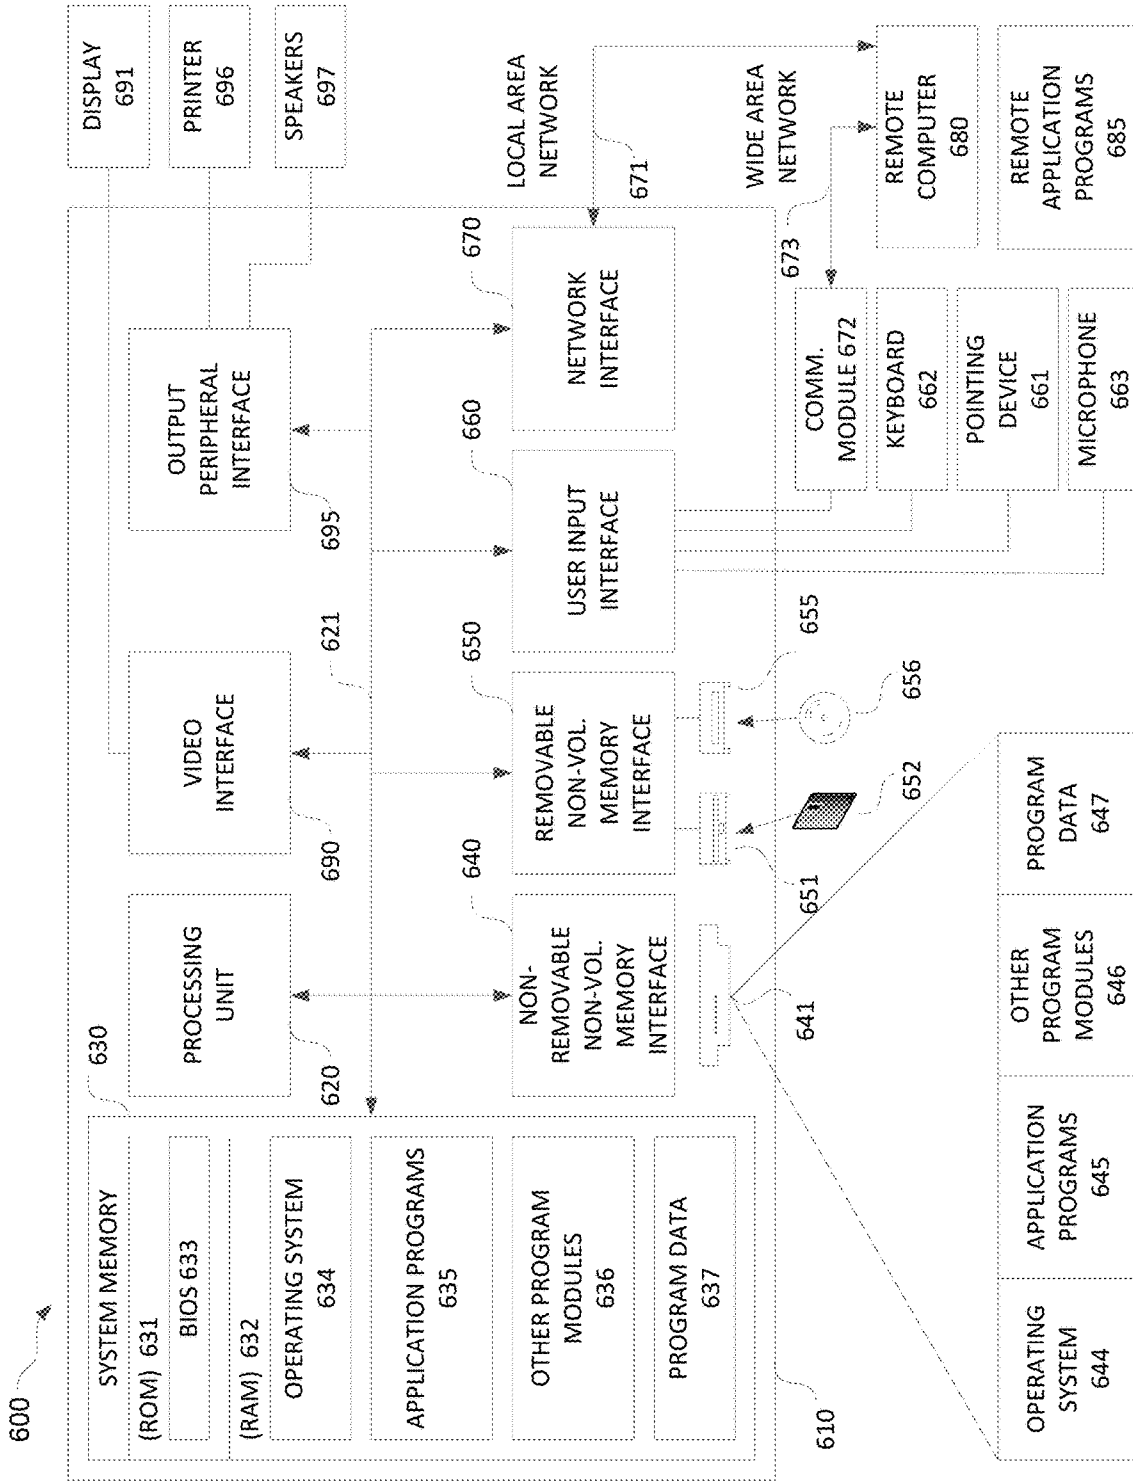 600
SYSTEM MEMORY
(ROM) 631
BIOS 633
(RAM) 632
OPERATING SYSTEM
634
APPLICATION PROGRAMS
635
OTHER PROGRAM
MODULES
636
PROGRAM DATA
637
630
610
PROCESSING
UNIT
620
VIDEO
INTERFACE
690
621
OUTPUT
PERIPHERAL
INTERFACE
695
DISPLAY
691
PRINTER
696
SPEAKERS
697
NON-
REMOVABLE
NON-VOL.
MEMORY
INTERFACE
640
REMOVABLE
NON-VOL.
MEMORY
INTERFACE
650
USER INPUT
INTERFACE
660
NETWORK
INTERFACE
670
LOCAL AREA
NETWORK
671
WIDE AREA
NETWORK
673
641
651
652
655
656
COMM.
MODULE 672
KEYBOARD
662
POINTING
DEVICE
661
MICROPHONE
663
REMOTE
COMPUTER
680
REMOTE
APPLICATION
PROGRAMS
685
OPERATING
SYSTEM
644
APPLICATION
PROGRAMS
645
OTHER
PROGRAM
MODULES
646
PROGRAM
DATA
647